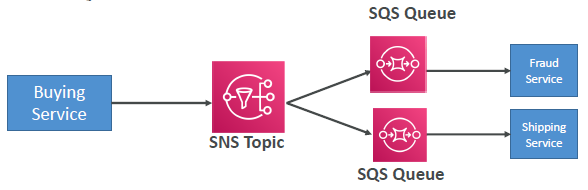 SQS Queue
Buying
Service
SNS Topic
Fraud
Service
Shipping
Service
SQS Queue